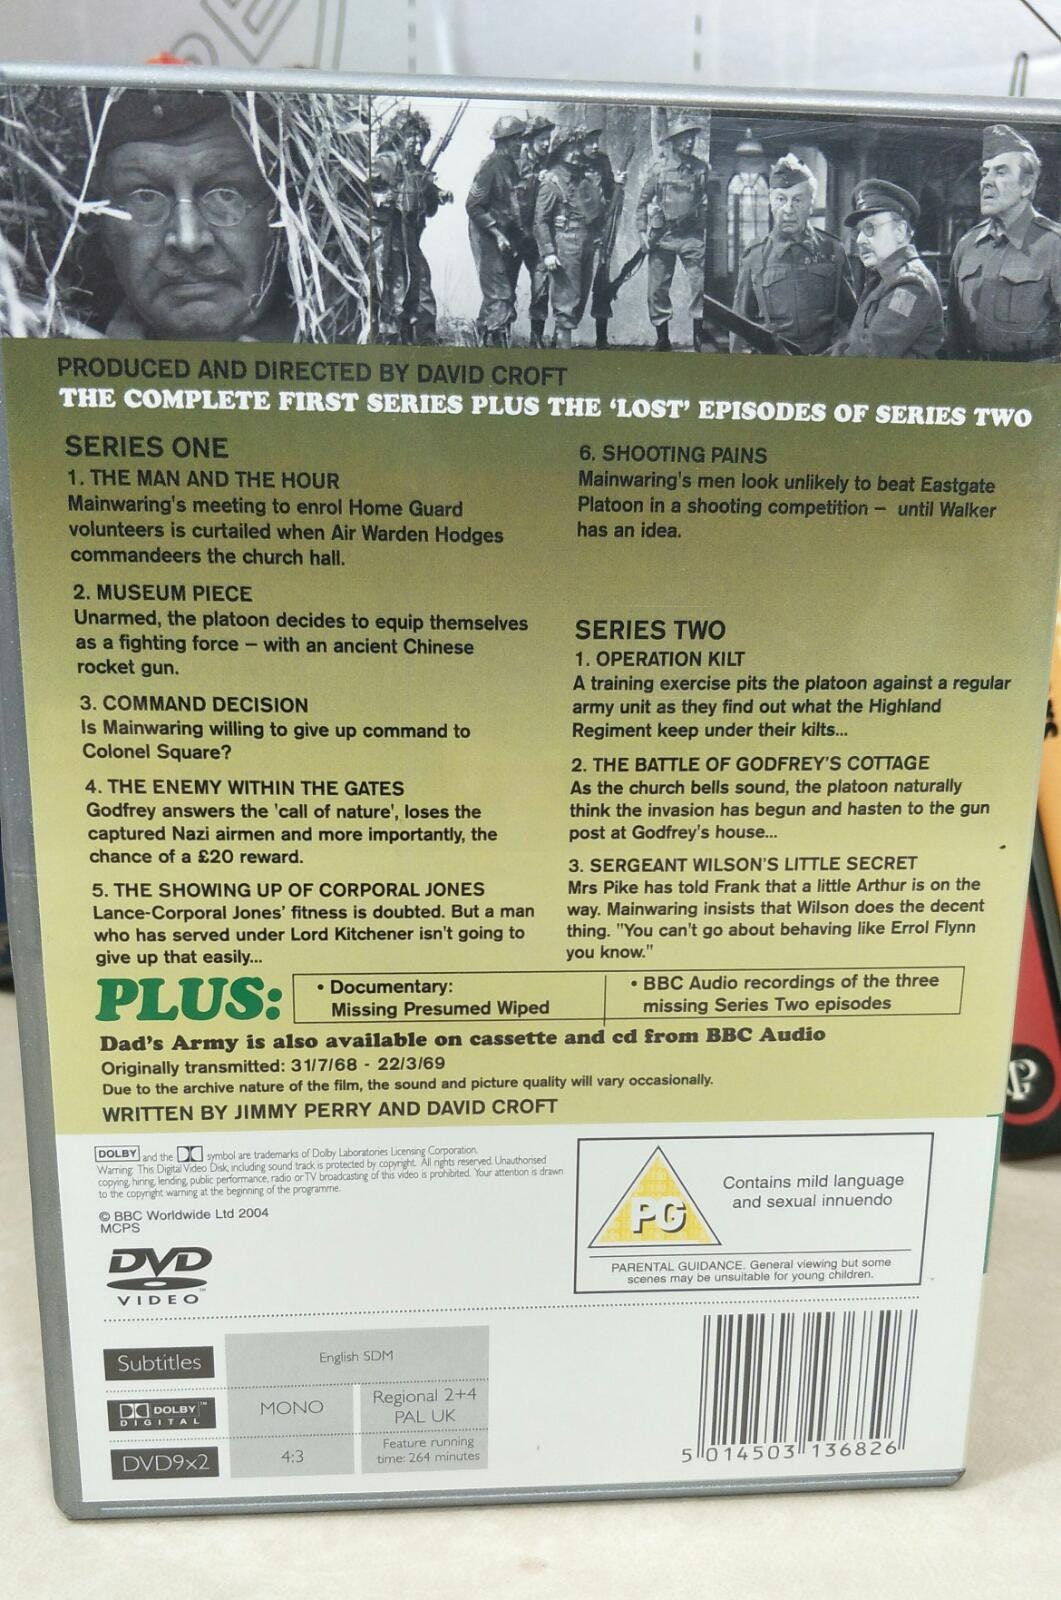 PRODUCED AND DIRECTED BY DAVID CROFT
THE COMPLETE FIRST SERIES PLUS THE ‘LOST’ EPISODES OF SERIES TWO
SERIES ONE
1. THE MAN AND THE HOUR
Mainwaring's meeting to enrol Home Guard
volunteers is curtailed when Air Warden Hodges
commandeers the church hall.
2. MUSEUM PIECE
Unarmed, the platoon decides to equip themselves
as a fighting force – with an ancient Chinese
rocket gun.
3. COMMAND DECISION
Is Mainwaring willing to give up command to
Colonel Square?
4. THE ENEMY WITHIN THE GATES
Godfrey answers the 'call of nature', loses the
captured Nazi airmen and more importantly, the
chance of a £20 reward.
5. THE SHOWING UP OF CORPORAL JONES
Lance-Corporal Jones' fitness is doubted. But a man
who has served under Lord Kitchener isn't going to
give up that easily...
6. SHOOTING PAINS
Mainwaring's men look unlikely to beat Eastgate
Platoon in a shooting competition – until Walker
has an idea.
SERIES TWO
1. OPERATION KILT
A training exercise pits the platoon against a regular
army unit as they find out what the Highland
Regiment keep under their kilts...
2. THE BATTLE OF GODFREY'S COTTAGE
As the church bells sound, the platoon naturally
think the invasion has begun and hasten to the gun
post at Godfrey's house...
3. SERGEANT WILSON'S LITTLE SECRET
Mrs Pike has told Frank that a little Arthur is on the
way. Mainwaring insists that Wilson does the decent
thing. "You can't go about behaving like Errol Flynn
you know."
PLUS:
• Documentary:
Missing Presumed Wiped
• BBC Audio recordings of the three
missing Series Two episodes
Dad's Army is also available on cassette and cd from BBC Audio
Originally transmitted: 31/7/68 - 22/3/69
Due to the archive nature of the film, the sound and picture quality will vary occasionally.
WRITTEN BY JIMMY PERRY AND DAVID CROFT
DOLBY and the symbol are trademarks of Dolby Laboratories Licensing Corporation.
Warning: This Digital Video Disk, including sound track is protected by copyright. All rights reserved. Unauthorised
copying, hiring, lending, public performance, radio or TV broadcasting of this video is prohibited. Your attention is drawn
to the copyright warning at the beginning of the programme.
© BBC Worldwide Ltd 2004
MCPS
DVD
VIDEO™
PG
Contains mild language
and sexual innuendo
PARENTAL GUIDANCE. General viewing but some
scenes may be unsuitable for young children.
Subtitles
English SDM
DOLBY™
DIGITAL
MONO
Regional 2+4
PAL UK
DVD9x2
4:3
Feature running
time: 264 minutes
5 014503 136826